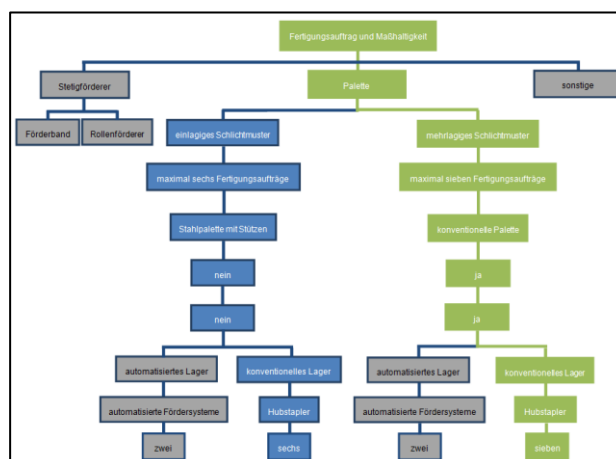 Fertigungsauftrag und Maßhaltigkeit
Stetigförderer
Palette
sonstige
Förderband
Rollenförderer
einlagiges Schlichtmuster
mehrlagiges Schlichtmuster
maximal sechs Fertigungsaufträge
maximal sieben Fertigungsaufträge
Stahlpalette mit Stützen
konventionelle Palette
nein
ja
nein
ja
automatisiertes Lager
konventionelles Lager
automatisiertes Lager
konventionelles Lager
automatisierte Fördersysteme
Hubstapler
automatisierte Fördersysteme
Hubstapler
zwei
sechs
zwei
sieben